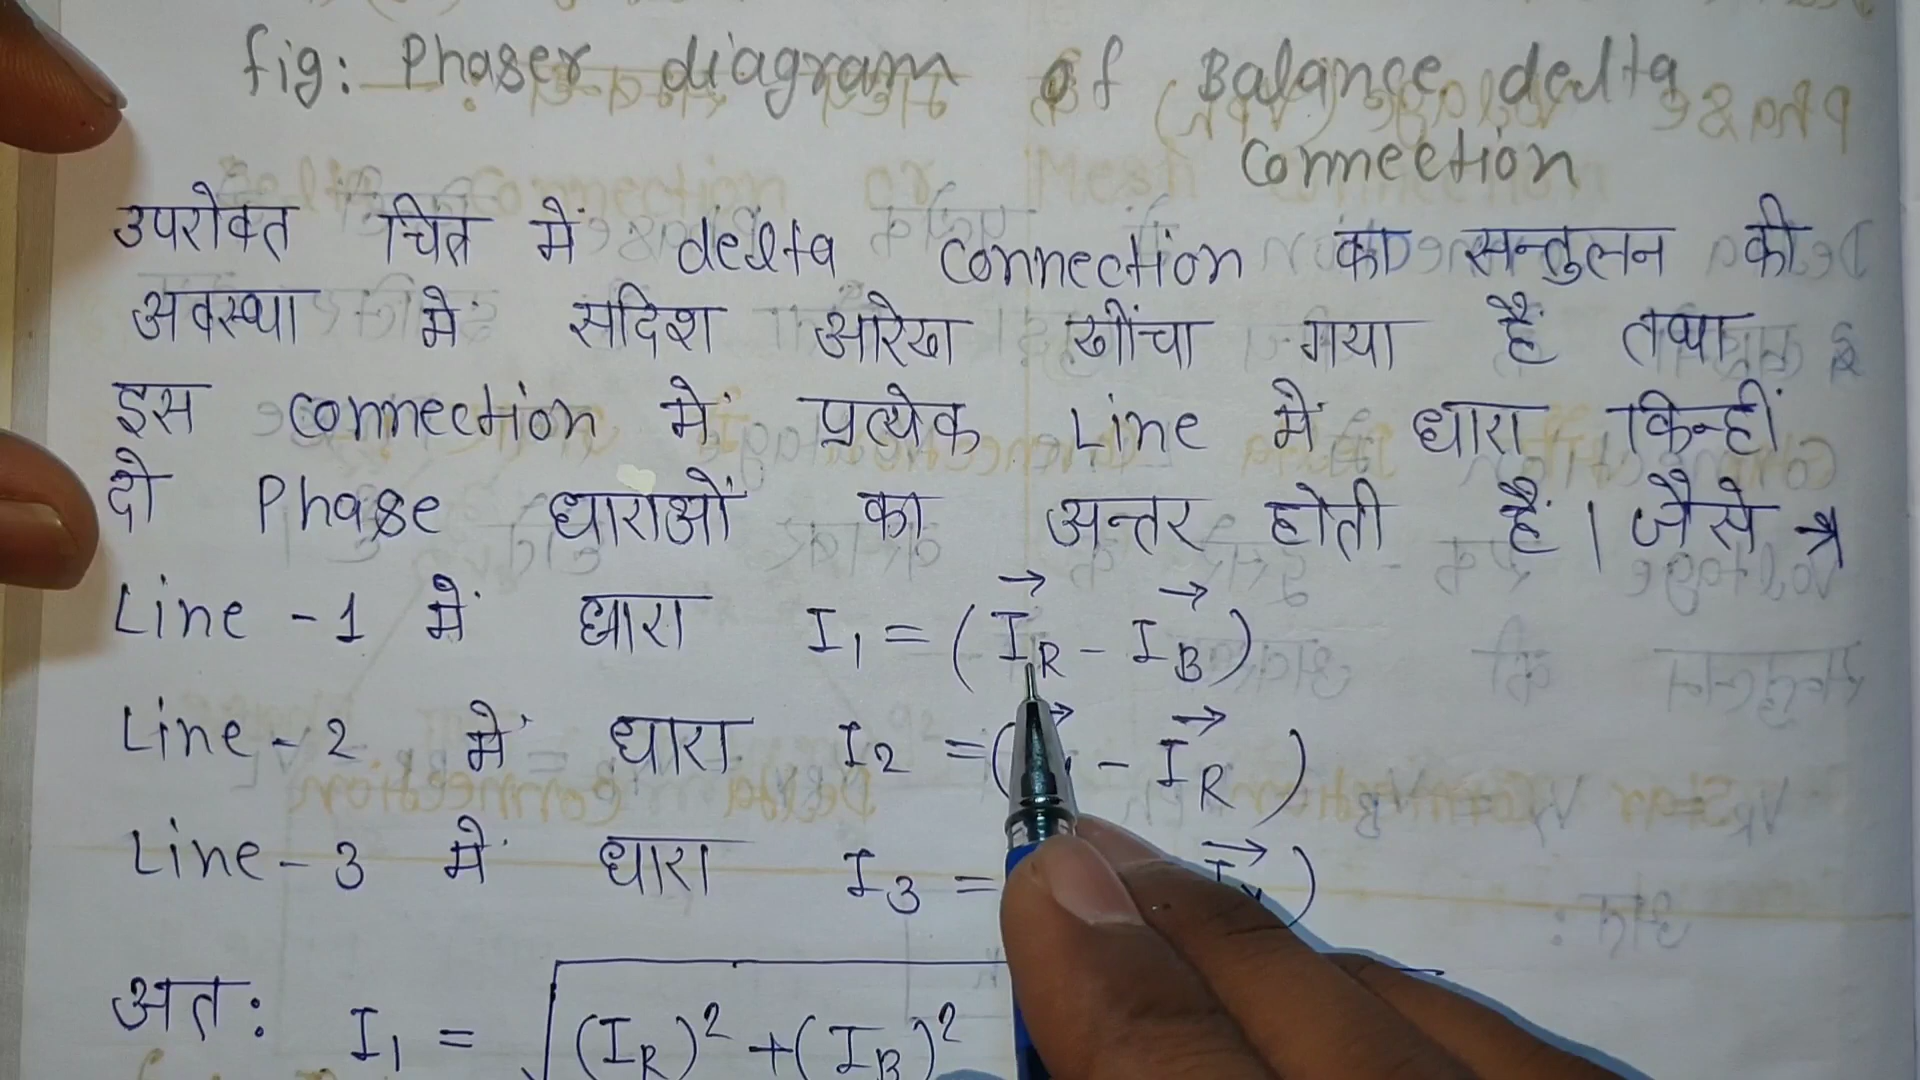 fig: Phaser diagram of Balance delta
connection
उपरोक्त चित्र में delta connection का सन्तुलन की
अवस्था में सदिश आरेख खींचा गया हैं तथा
इस connection में प्रत्येक Line में धारा किन्हीं
दो Phase धाराओं का अन्तर होती हैं। जैसे →
Line - 1 में धारा I₁ = (I⃗R - I⃗B)
Line - 2 में धारा I₂ = ( - I⃗R)
Line - 3 में धारा I₃ = I⃗Y)
अतः I₁ = √(IR)² + (IB)²